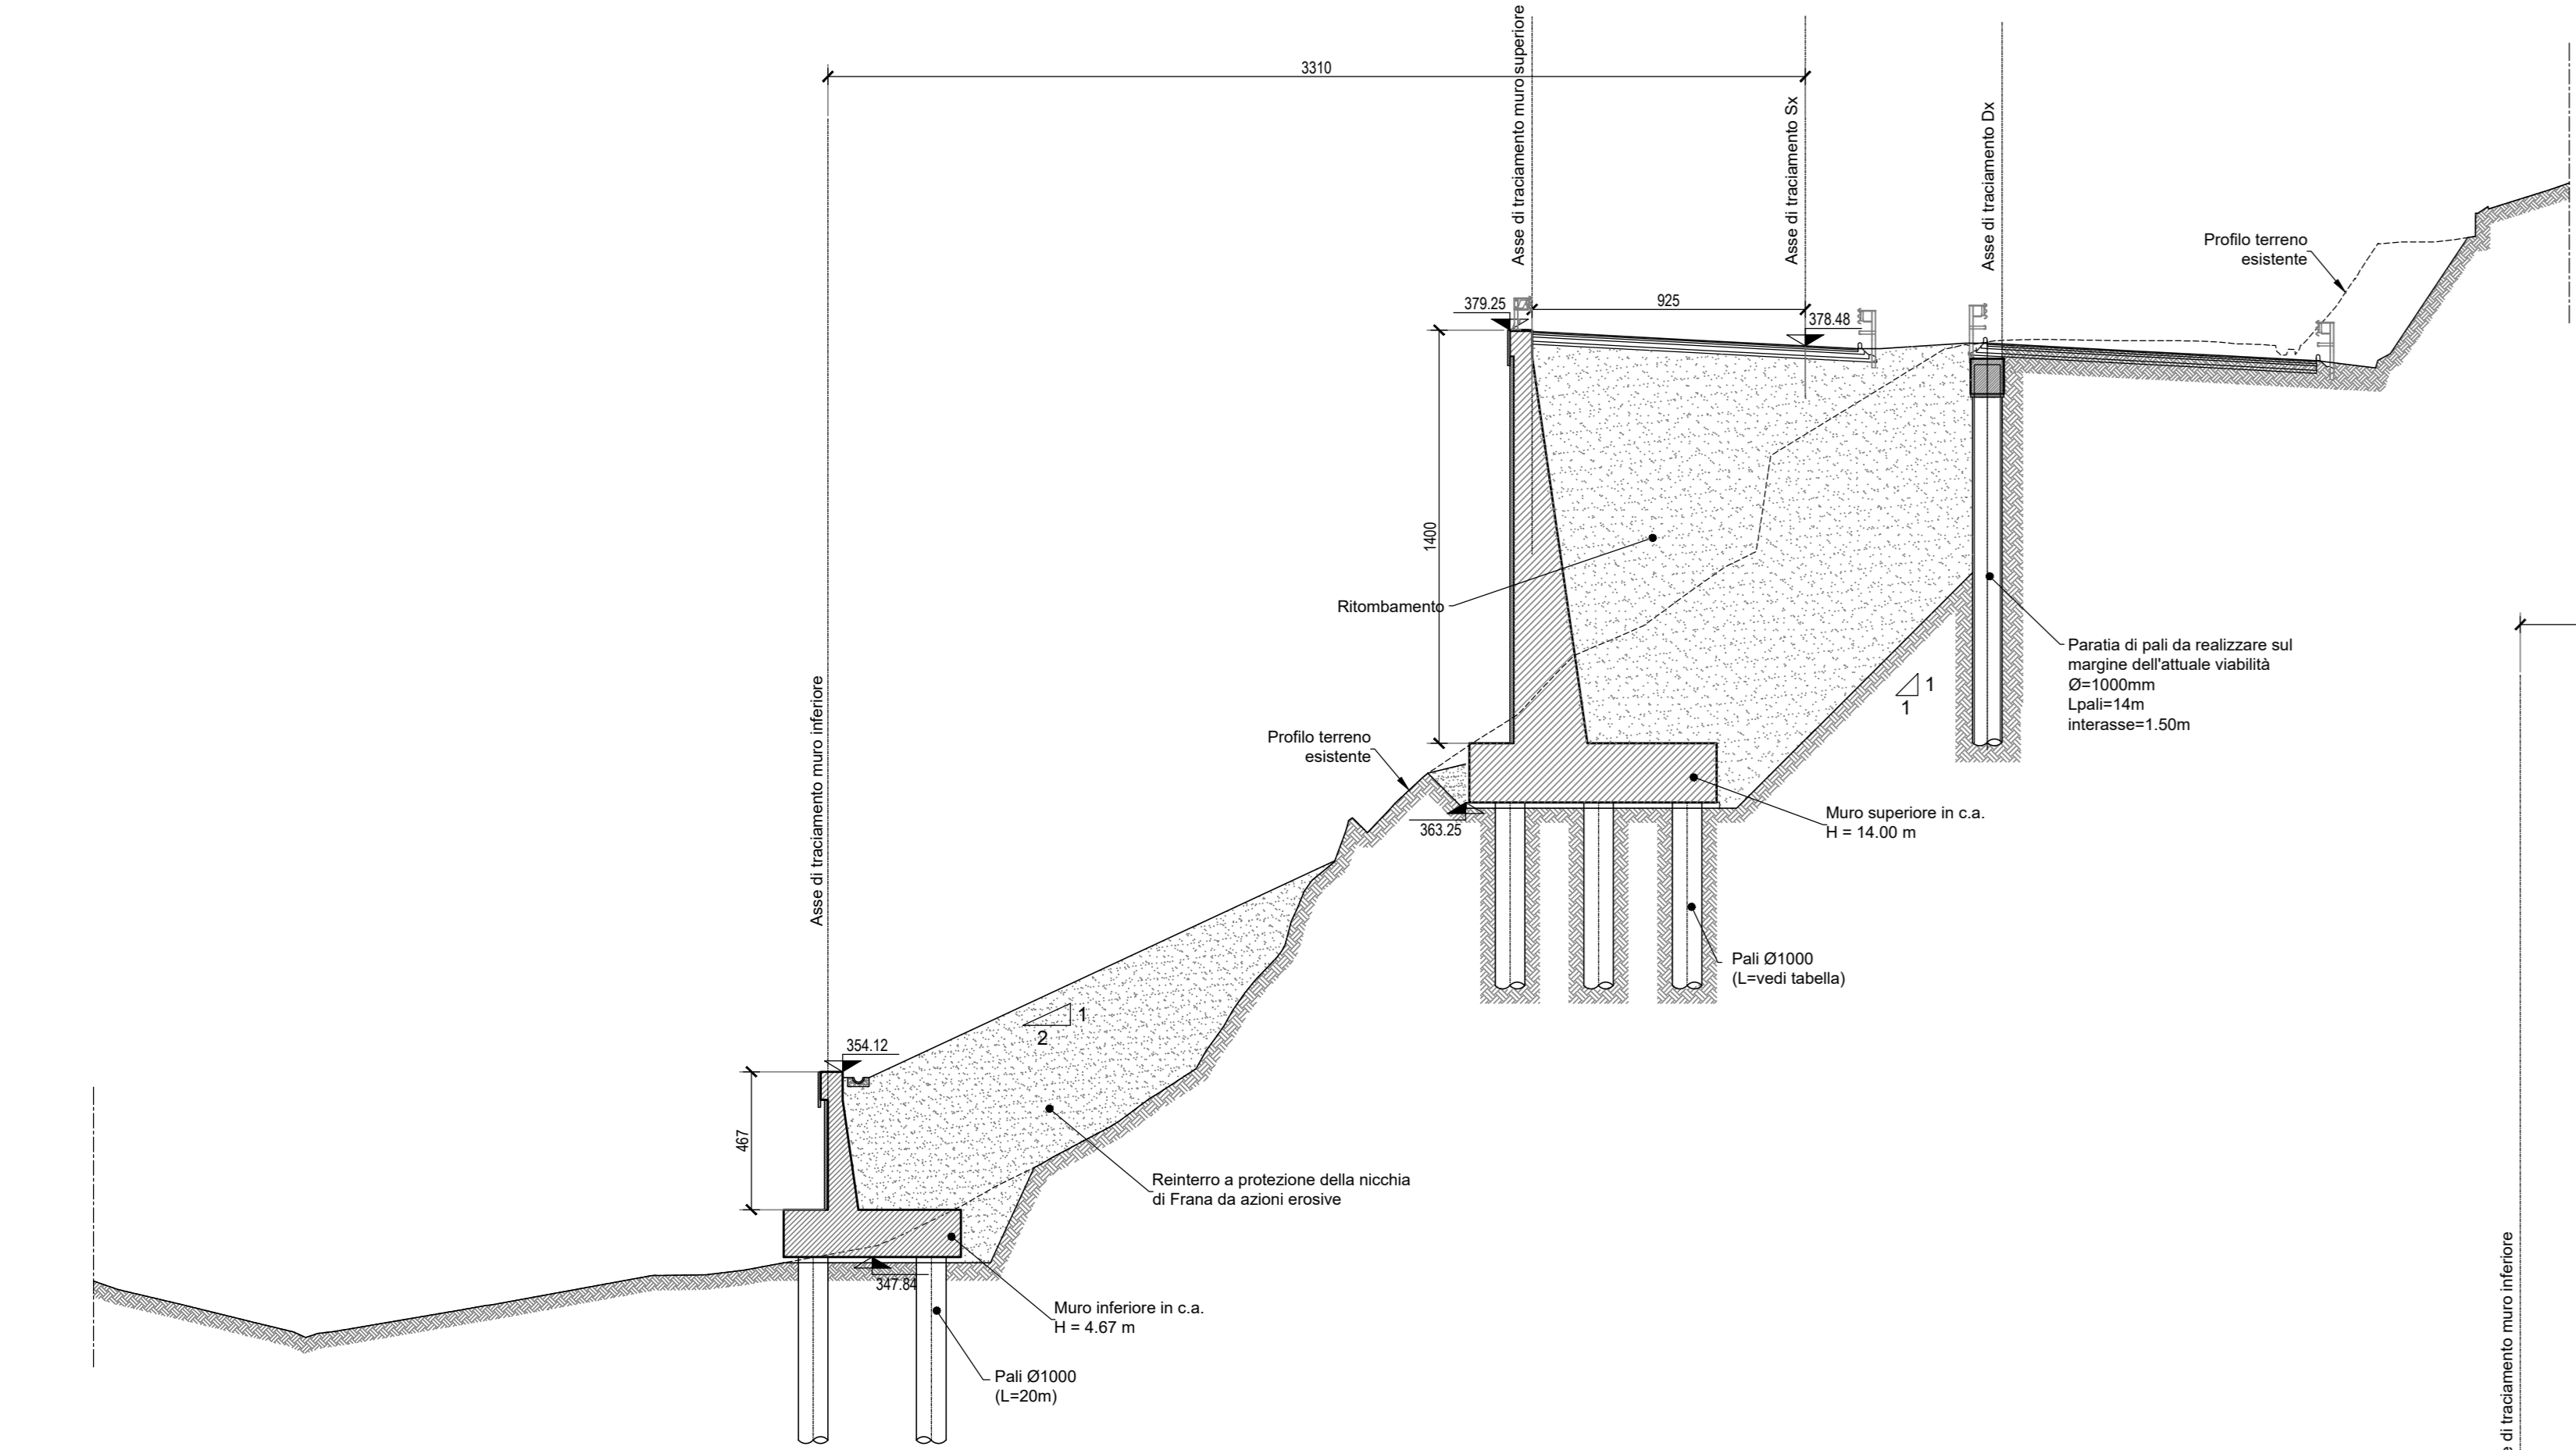 3310
Asse di traciamento muro superiore
Asse di traciamento Sx
Asse di traciamento Dx
Profilo terreno
esistente
379.25
925
378.48
1400
Ritombamento
Paratia di pali da realizzare sul
margine dell'attuale viabilità
Ø=1000mm
Lpali=14m
interasse=1.50m
1
1
Asse di traciamento muro inferiore
Profilo terreno
esistente
363.25
Muro superiore in c.a.
H = 14.00 m
Pali Ø1000
(L=vedi tabella)
1
2
354.12
467
Reinterro a protezione della nicchia
di Frana da azioni erosive
347.84
Muro inferiore in c.a.
H = 4.67 m
Pali Ø1000
(L=20m)
e di traciamento muro inferiore